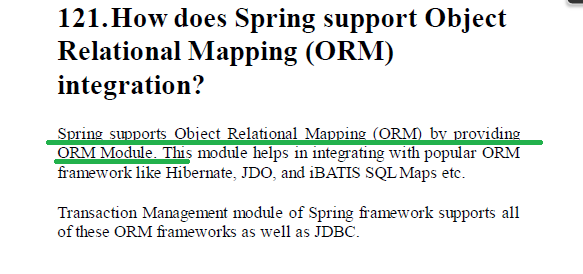 121.How does Spring support Object
Relational Mapping (ORM)
integration?
Spring supports Object Relational Mapping (ORM) by providing
ORM Module. This module helps in integrating with popular ORM
framework like Hibernate, JDO, and iBATIS SQL Maps etc.
Transaction Management module of Spring framework supports all
of these ORM frameworks as well as JDBC.